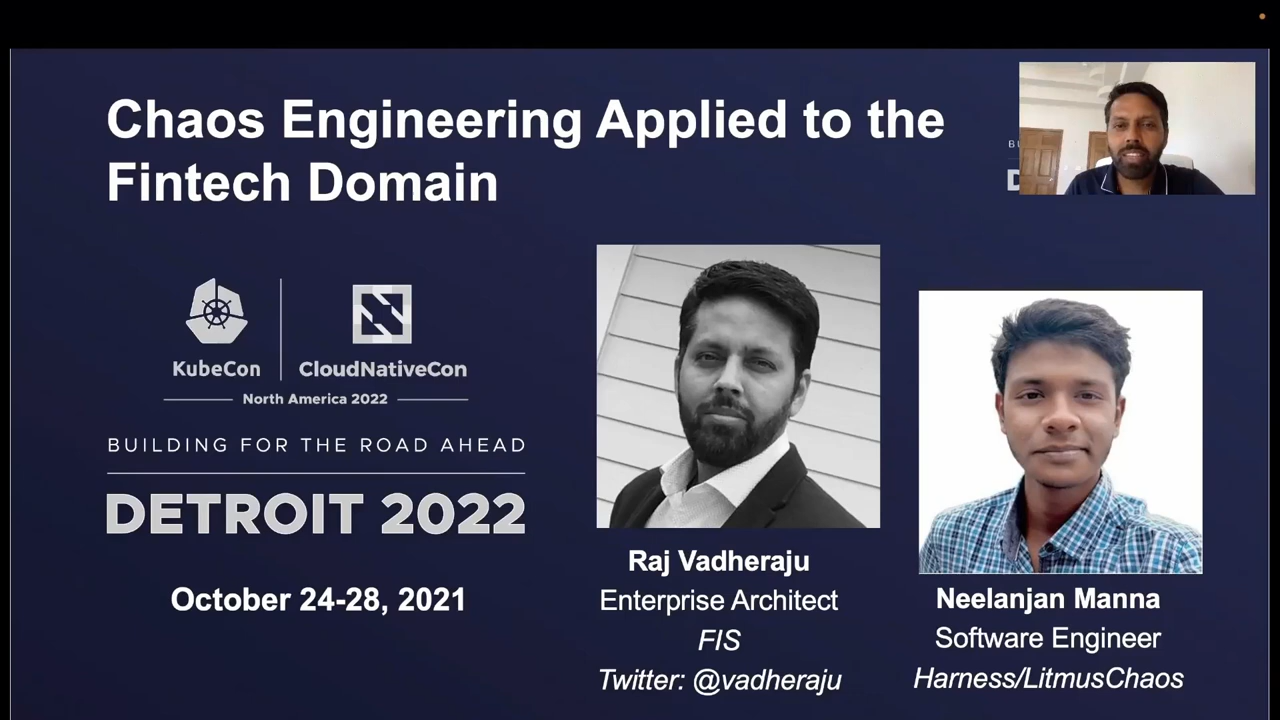 Chaos Engineering Applied to the
Fintech Domain
KubeCon
CloudNativeCon
North America 2022
BUILDING FOR THE ROAD AHEAD
DETROIT 2022
October 24-28, 2021
Raj Vadheraju
Enterprise Architect
FIS
Twitter: @vadheraju
Neelanjan Manna
Software Engineer
Harness/LitmusChaos